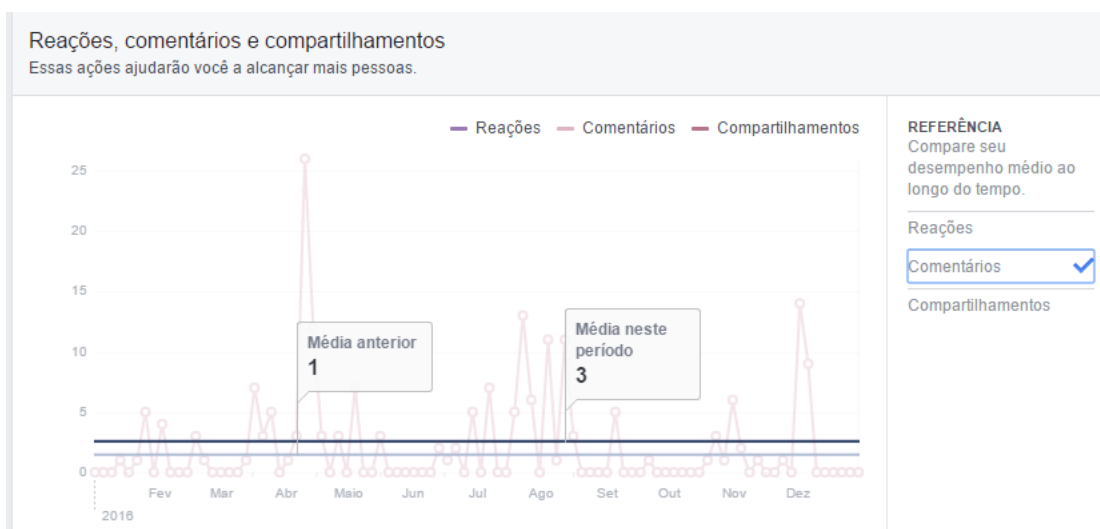 Reações, comentários e compartilhamentos
Essas ações ajudarão você a alcançar mais pessoas.
Reações Comentários Compartilhamentos
25
20
15
10
5
0
Média anterior
1
Média neste
período
3
Fev Mar Abr Maio Jun Jul Ago Set Out Nov Dez
2016
REFERÊNCIA
Compare seu
desempenho médio ao
longo do tempo.
Reações
Comentários
Compartilhamentos